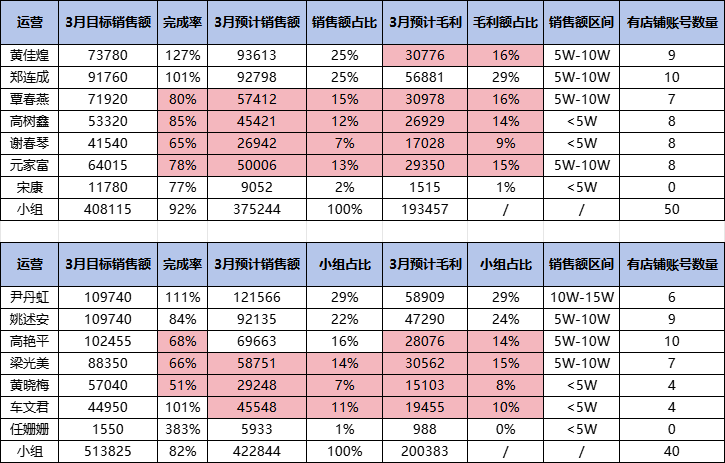 运营 3月目标销售额 完成率 3月预计销售额 销售额占比 3月预计毛利 毛利额占比 销售额区间 有店铺账号数量
黄佳煌 73780 127% 93613 25% 30776 16% 5W-10W 9
郑连成 91760 101% 92798 25% 56881 29% 5W-10W 10
覃春燕 71920 80% 57412 15% 30978 16% 5W-10W 7
高树鑫 53320 85% 45421 12% 26929 14% <5W 8
谢春琴 41540 65% 26942 7% 17028 9% <5W 8
元家富 64015 78% 50006 13% 29350 15% 5W-10W 8
宋康 11780 77% 9052 2% 1515 1% <5W 0
小组 408115 92% 375244 100% 193457 / / 50
运营 3月目标销售额 完成率 3月预计销售额 小组占比 3月预计毛利 小组占比 销售额区间 有店铺账号数量
尹丹虹 109740 111% 121566 29% 58909 29% 10W-15W 6
姚述安 109740 84% 92135 22% 47290 24% 5W-10W 9
高艳平 102455 68% 69663 16% 28076 14% 5W-10W 10
梁光美 88350 66% 58751 14% 30562 15% 5W-10W 7
黄晓梅 57040 51% 29248 7% 15103 8% <5W 4
车文君 44950 101% 45548 11% 19455 10% <5W 4
任姗姗 1550 383% 5933 1% 988 0% <5W 0
小组 513825 82% 422844 100% 200383 / / 40